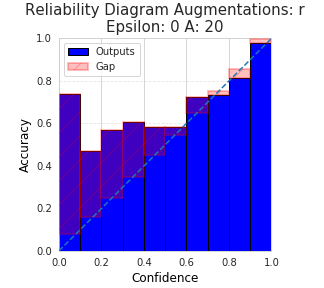 Reliability Diagram Augmentations: r
Epsilon: 0 A: 20
Outputs
Gap
1.0
0.8
0.6
0.4
0.2
0.0
Accuracy
0.0 0.2 0.4 0.6 0.8 1.0
Confidence